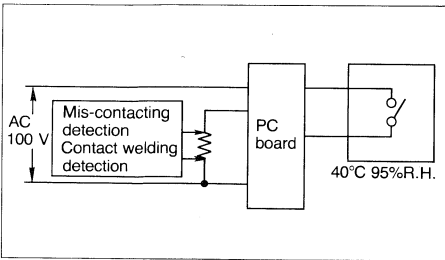 AC
100 V
Mis-contacting
detection
Contact welding
detection
PC
board
40°C 95%R.H.